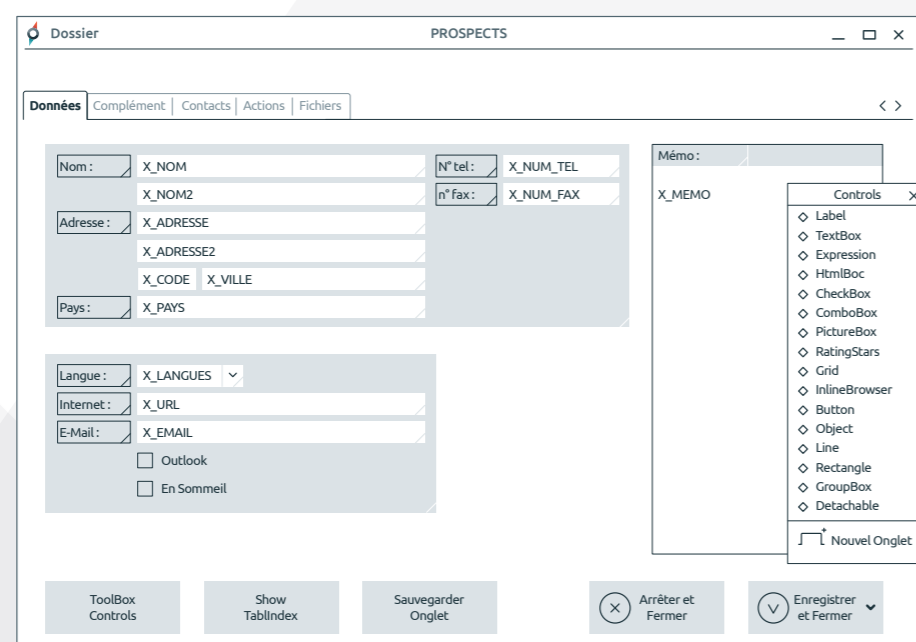 Dossier PROSPECTS
Données Complément Contacts Actions Fichiers
Nom : X_NOM N° tel : X_NUM_TEL
X_NOM2 n° fax : X_NUM_FAX
Adresse : X_ADRESSE
X_ADRESSE2
X_CODE X_VILLE
Pays : X_PAYS
Langue : X_LANGUES
Internet : X_URL
E-Mail : X_EMAIL
Outlook
En Sommeil
Mémo :
X_MEMO
Controls
Label
TextBox
Expression
HtmlBoc
CheckBox
ComboBox
PictureBox
RatingStars
Grid
InlineBrowser
Button
Object
Line
Rectangle
GroupBox
Detachable
Nouvel Onglet
ToolBox
Controls
Show
TablIndex
Sauvegarder
Onglet
Arrêter et
Fermer
Enregistrer
et Fermer